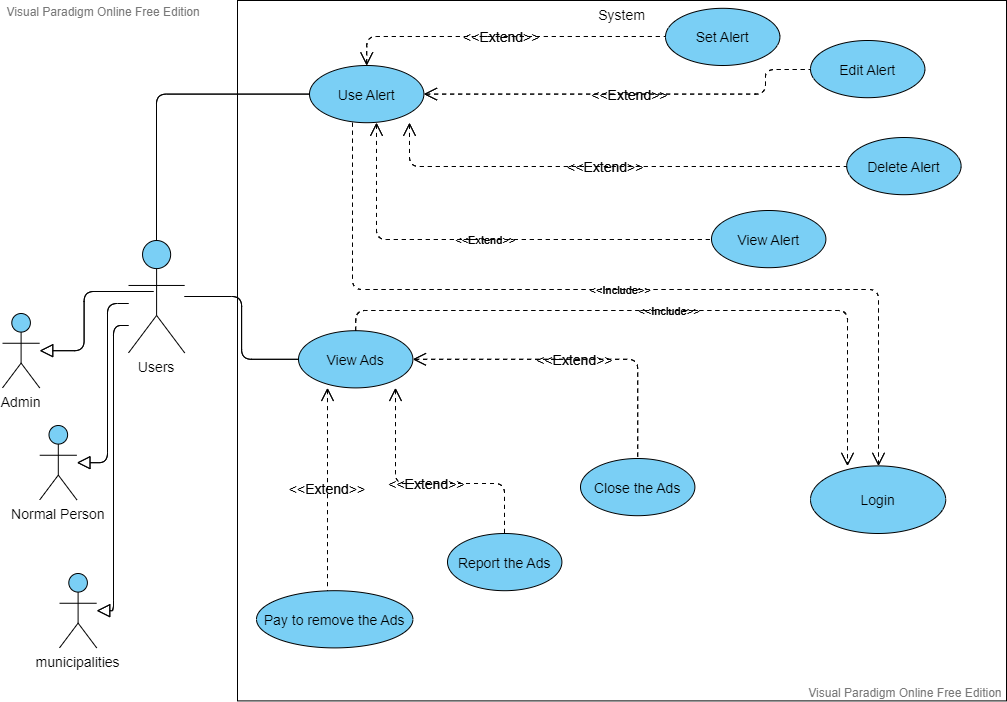 Visual Paradigm Online Free Edition
System
<<Extend>>
Set Alert
Edit Alert
Use Alert
<<Extend>>
<<Extend>>
Delete Alert
<<Extend>>
View Alert
<<Include>>
<<Include>>
Users
View Ads
<<Extend>>
Admin
<<Extend>>
<<Extend>>
Close the Ads
Login
Normal Person
Report the Ads
Pay to remove the Ads
municipalities
Visual Paradigm Online Free Edition